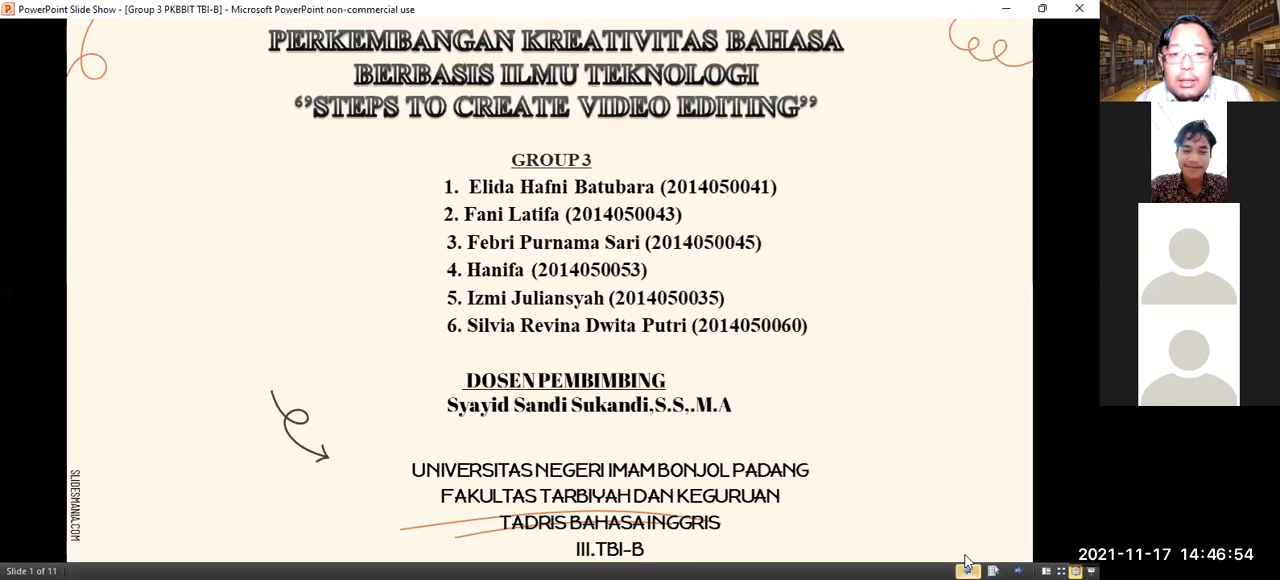 PowerPoint Slide Show - [Group 3 PKBBIT TBI-B] - Microsoft PowerPoint non-commercial use
PERKEMBANGAN KREATIVITAS BAHASA
BERBASIS ILMU TEKNOLOGI
‘’STEPS TO CREATE VIDEO EDITING’’
GROUP 3
1. Elida Hafni Batubara (2014050041)
2. Fani Latifa (2014050043)
3. Febri Purnama Sari (2014050045)
4. Hanifa (2014050053)
5. Izmi Juliansyah (2014050035)
6. Silvia Revina Dwita Putri (2014050060)
DOSEN PEMBIMBING
Syayid Sandi Sukandi,S.S,.M.A
UNIVERSITAS NEGERI IMAM BONJOL PADANG
FAKULTAS TARBIYAH DAN KEGURUAN
TADRIS BAHASA INGGRIS
III.TBI-B
SLIDESMANIA.COM
2021-11-17 14:46:54
Slide 1 of 11